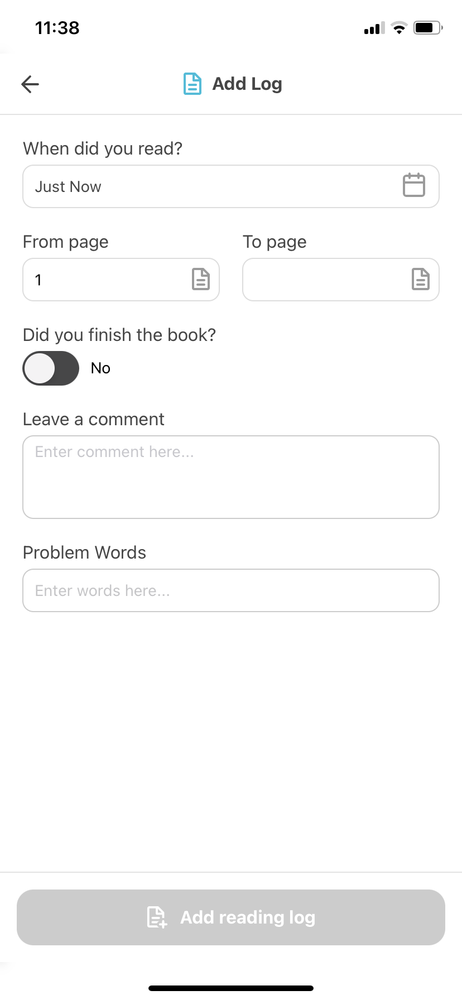 11:38
Add Log
When did you read?
Just Now
From page
To page
1
Did you finish the book?
No
Leave a comment
Enter comment here...
Problem Words
Enter words here...
Add reading log